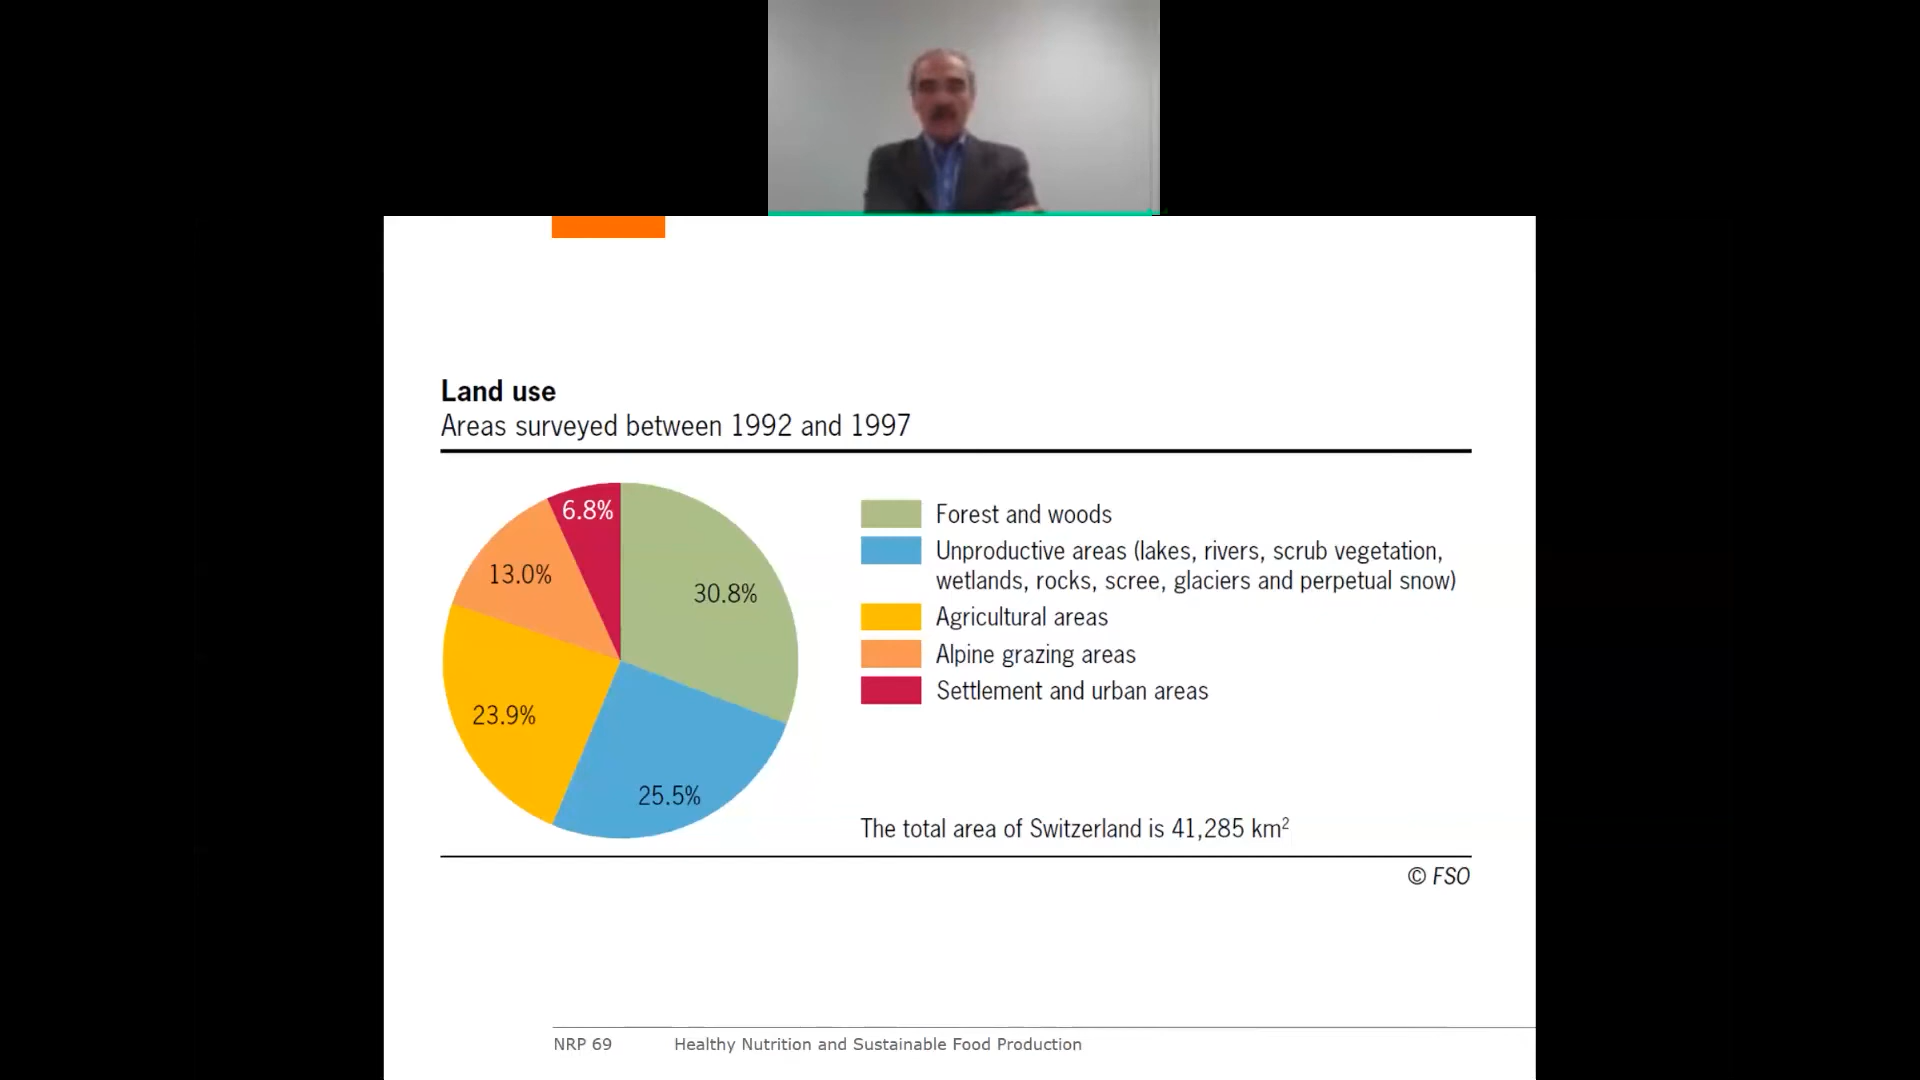 Land use
Areas surveyed between 1992 and 1997
6.8%
30.8%
13.0%
23.9%
25.5%
Forest and woods
Unproductive areas (lakes, rivers, scrub vegetation,
wetlands, rocks, scree, glaciers and perpetual snow)
Agricultural areas
Alpine grazing areas
Settlement and urban areas
The total area of Switzerland is 41,285 km²
© FSO
NRP 69 Healthy Nutrition and Sustainable Food Production